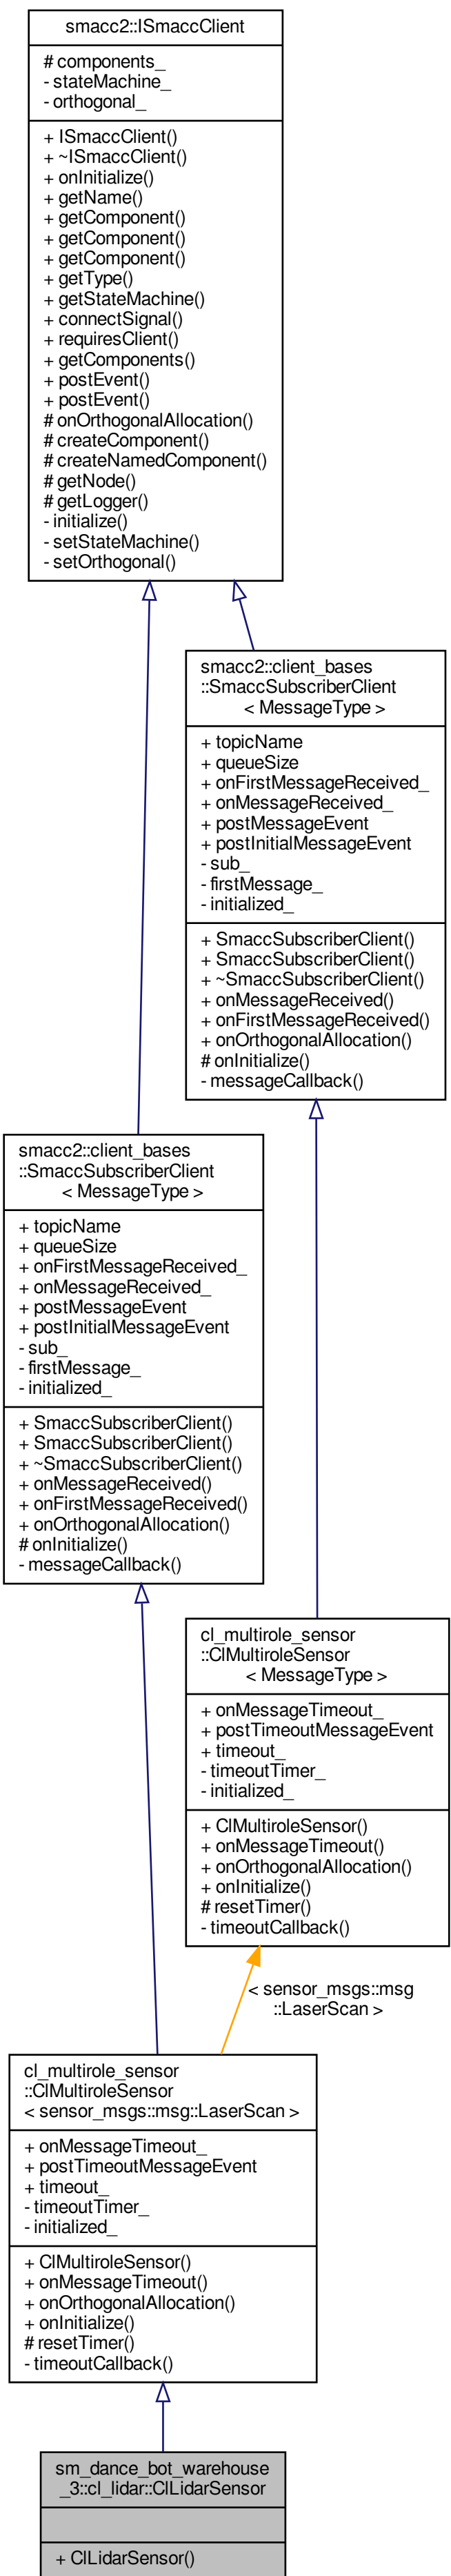 smacc2::ISmaccClient
# components_
- stateMachine_
- orthogonal_
+ ISmaccClient()
+ ~ISmaccClient()
+ onInitialize()
+ getName()
+ getComponent()
+ getComponent()
+ getComponent()
+ getType()
+ getStateMachine()
+ connectSignal()
+ requiresClient()
+ getComponents()
+ postEvent()
+ postEvent()
# onOrthogonalAllocation()
# createComponent()
# createNamedComponent()
# getNode()
# getLogger()
- initialize()
- setStateMachine()
- setOrthogonal()
smacc2::client_bases
::SmaccSubscriberClient
< MessageType >
+ topicName
+ queueSize
+ onFirstMessageReceived_
+ onMessageReceived_
+ postMessageEvent
+ postInitialMessageEvent
- sub_
- firstMessage_
- initialized_
+ SmaccSubscriberClient()
+ SmaccSubscriberClient()
+ ~SmaccSubscriberClient()
+ onMessageReceived()
+ onFirstMessageReceived()
+ onOrthogonalAllocation()
# onInitialize()
- messageCallback()
smacc2::client_bases
::SmaccSubscriberClient
< MessageType >
+ topicName
+ queueSize
+ onFirstMessageReceived_
+ onMessageReceived_
+ postMessageEvent
+ postInitialMessageEvent
- sub_
- firstMessage_
- initialized_
+ SmaccSubscriberClient()
+ SmaccSubscriberClient()
+ ~SmaccSubscriberClient()
+ onMessageReceived()
+ onFirstMessageReceived()
+ onOrthogonalAllocation()
# onInitialize()
- messageCallback()
cl_multirole_sensor
::ClMultiroleSensor
< MessageType >
+ onMessageTimeout_
+ postTimeoutMessageEvent
+ timeout_
- timeoutTimer_
- initialized_
+ ClMultiroleSensor()
+ onMessageTimeout()
+ onOrthogonalAllocation()
+ onInitialize()
# resetTimer()
- timeoutCallback()
< sensor_msgs::msg
::LaserScan >
cl_multirole_sensor
::ClMultiroleSensor
< sensor_msgs::msg::LaserScan >
+ onMessageTimeout_
+ postTimeoutMessageEvent
+ timeout_
- timeoutTimer_
- initialized_
+ ClMultiroleSensor()
+ onMessageTimeout()
+ onOrthogonalAllocation()
+ onInitialize()
# resetTimer()
- timeoutCallback()
sm_dance_bot_warehouse
_3::cl_lidar::ClLidarSensor
+ ClLidarSensor()